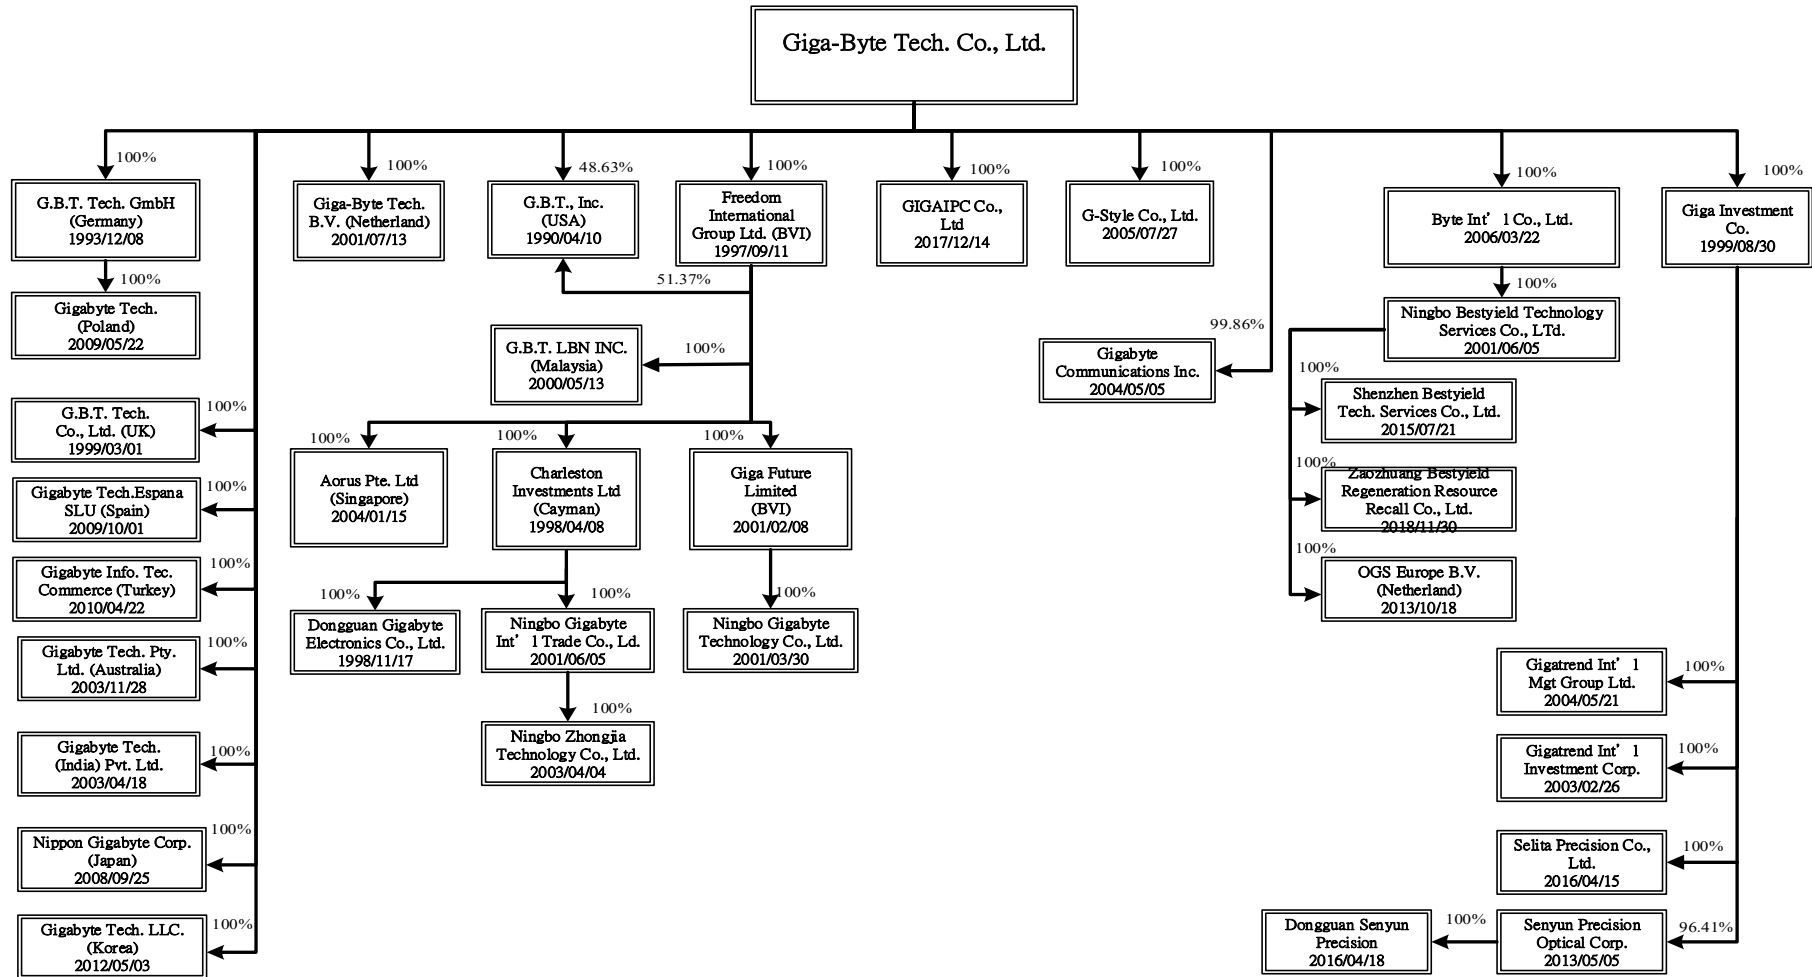 Giga-Byte Tech. Co., Ltd.
100%
G.B.T. Tech. GmbH
(Germany)
1993/12/08
100%
Gigabyte Tech.
(Poland)
2009/05/22
100%
G.B.T. Tech.
Co., Ltd. (UK)
1999/03/01
100%
Gigabyte Tech.Espana
SLU (Spain)
2009/10/01
100%
Gigabyte Info. Tec.
Commerce (Turkey)
2010/04/22
100%
Gigabyte Tech. Pty.
Ltd. (Australia)
2003/11/28
100%
Gigabyte Tech.
(India) Pvt. Ltd.
2003/04/18
100%
Nippon Gigabyte Corp.
(Japan)
2008/09/25
100%
Gigabyte Tech. LLC.
(Korea)
2012/05/03
100%
Giga-Byte Tech.
B.V. (Netherland)
2001/07/13
48.63%
G.B.T., Inc.
(USA)
1990/04/10
100%
Freedom
International
Group Ltd. (BVI)
1997/09/11
51.37%
100%
G.B.T. LBN INC.
(Malaysia)
2000/05/13
100%
Aorus Pte. Ltd
(Singapore)
2004/01/15
100%
Charleston
Investments Ltd
(Cayman)
1998/04/08
100%
Giga Future
Limited
(BVI)
2001/02/08
100%
Dongguan Gigabyte
Electronics Co., Ltd.
1998/11/17
100%
Ningbo Gigabyte
Int’l Trade Co., Ld.
2001/06/05
100%
Ningbo Gigabyte
Technology Co., Ltd.
2001/03/30
100%
Ningbo Zhongjia
Technology Co., Ltd.
2003/04/04
100%
GIGAIPC Co.,
Ltd
2017/12/14
100%
G-Style Co., Ltd.
2005/07/27
99.86%
Gigabyte
Communications Inc.
2004/05/05
100%
Byte Int’l Co., Ltd.
2006/03/22
100%
Ningbo Bestyield Technology
Services Co., LTd.
2001/06/05
100%
Shenzhen Bestyield
Tech. Services Co., Ltd.
2015/07/21
100%
Zaozhuang Bestyield
Regeneration Resource
Recall Co., Ltd.
2018/11/30
100%
OGS Europe B.V.
(Netherland)
2013/10/18
100%
Giga Investment
Co.
1999/08/30
100%
Gigatrend Int’l
Mgt Group Ltd.
2004/05/21
100%
Gigatrend Int’l
Investment Corp.
2003/02/26
100%
Selita Precision Co.,
Ltd.
2016/04/15
96.41%
Senyun Precision
Optical Corp.
2013/05/05
100%
Dongguan Senyun
Precision
2016/04/18